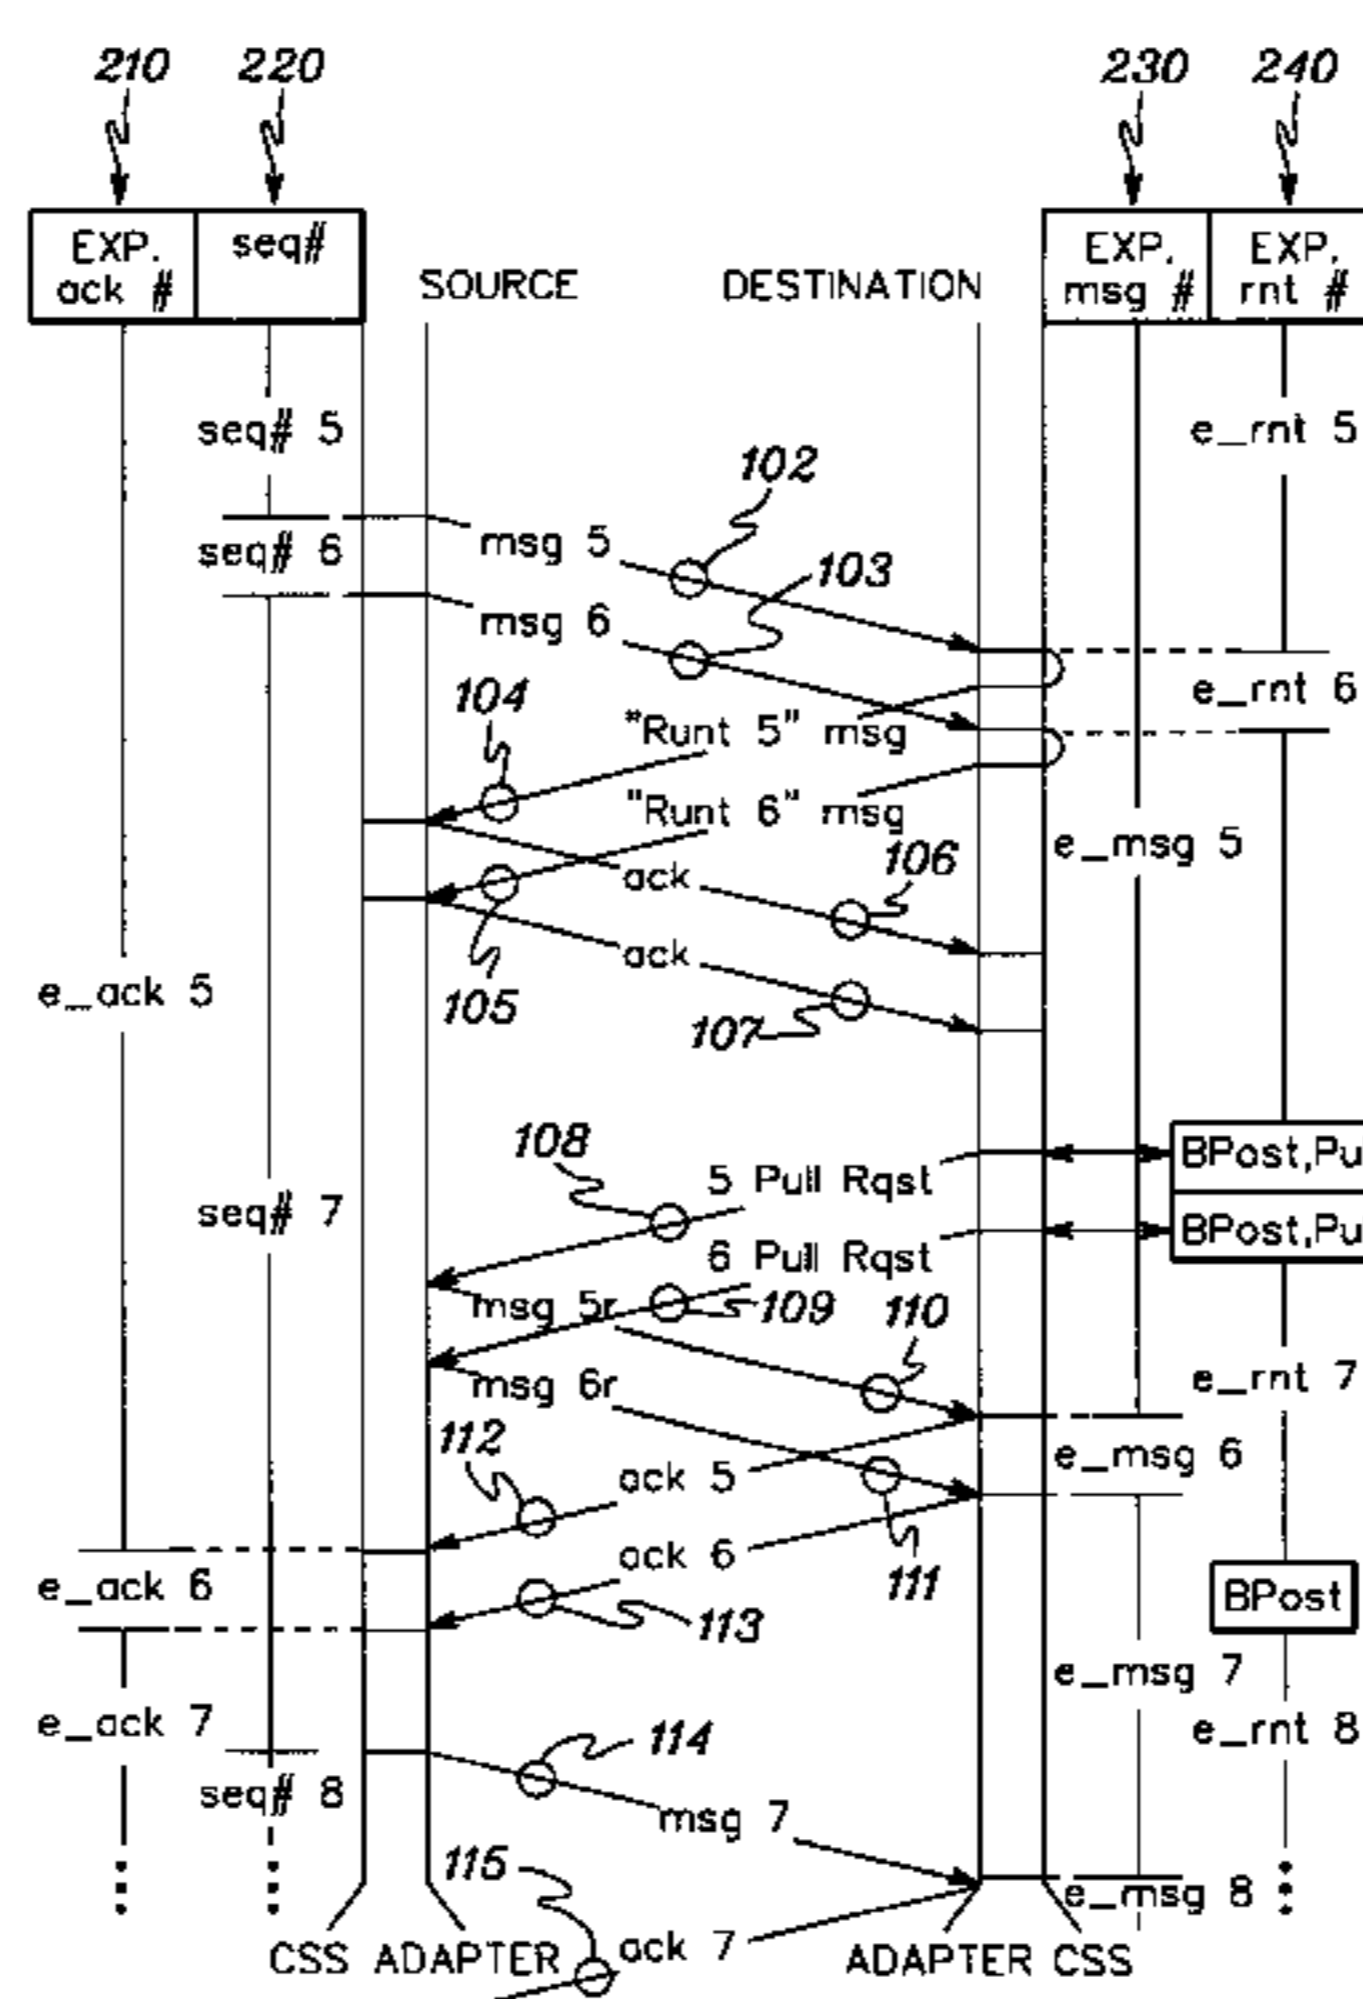 210 220 230 240
EXP. seq# EXP. EXP.
ack # SOURCE DESTINATION msg # rnt #
seq# 5 e_rnt 5
102
seq# 6 msg 5 103
msg 6
104 e_rnt 6
"Runt 5" msg
"Runt 6" msg
e_msg 5
106
ack
ack
e_ack 5 105
107
108
BPost,Pu
5 Pull Rqst
seq# 7
BPost,Pu
6 Pull Rqst
msg 5r 109 110
msg 6r e_rnt 7
112
ack 5 e_msg 6
ack 6
e_ack 6 111 BPost
113
e_msg 7
e_ack 7 114 e_rnt 8
seq# 8
msg 7
115
e_msg 8
ack 7
CSS ADAPTER ADAPTER CSS